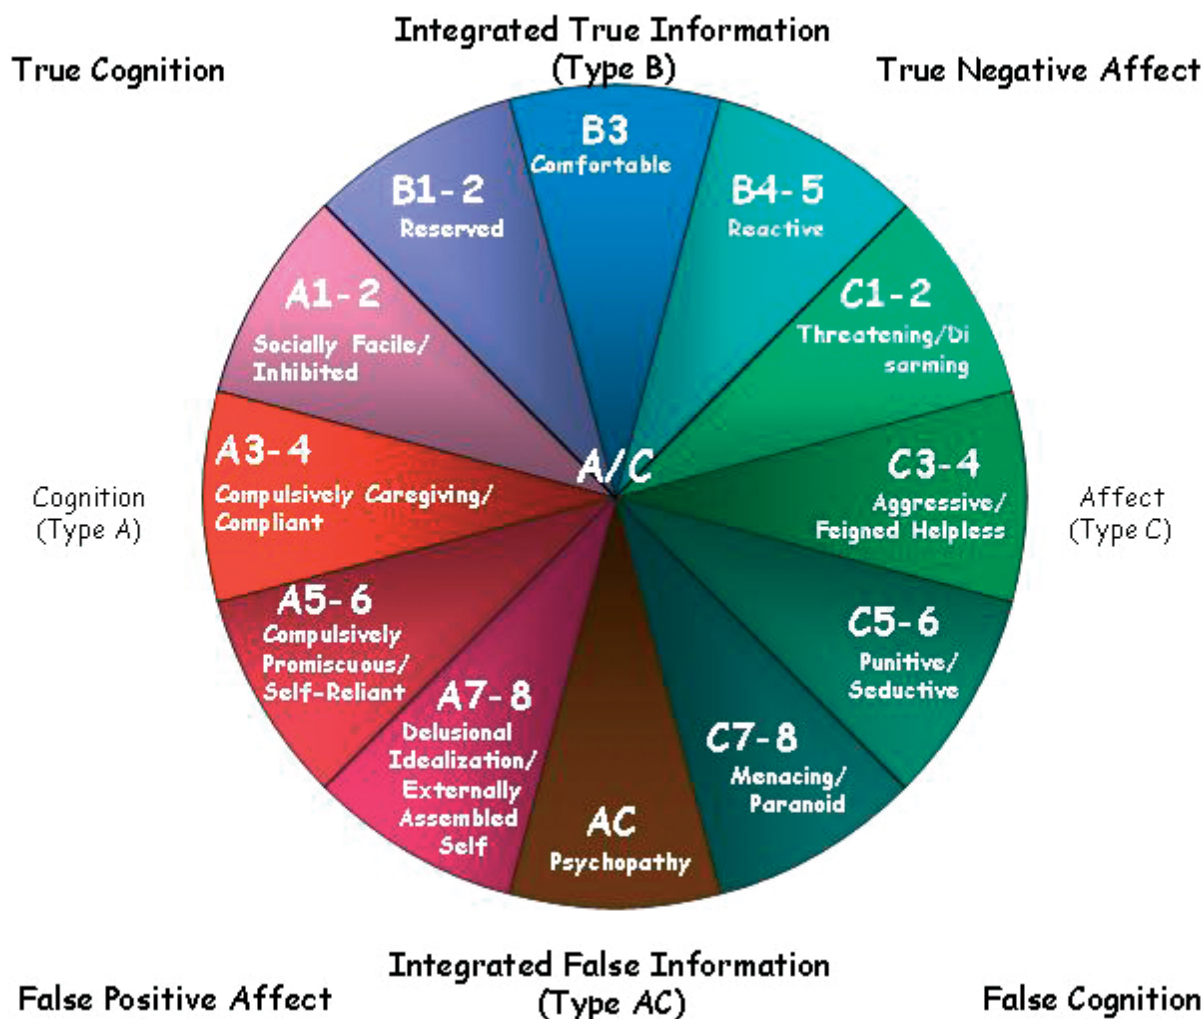 Integrated True Information
(Type B)
True Cognition
True Negative Affect
B3
Comfortable
B1-2
Reserved
B4-5
Reactive
A1-2
Socially Facile/
Inhibited
C1-2
Threatening/Di
sarming
A3-4
Compulsively Caregiving/
Compliant
A/C
C3-4
Aggressive/
Feigned Helpless
Cognition
(Type A)
Affect
(Type C)
A5-6
Compulsively
Promiscuous/
Self-Reliant
C5-6
Punitive/
Seductive
A7-8
Delusional
Idealization/
Externally
Assembled
Self
C7-8
Menacing/
Paranoid
AC
Psychopathy
Integrated False Information
(Type AC)
False Positive Affect
False Cognition